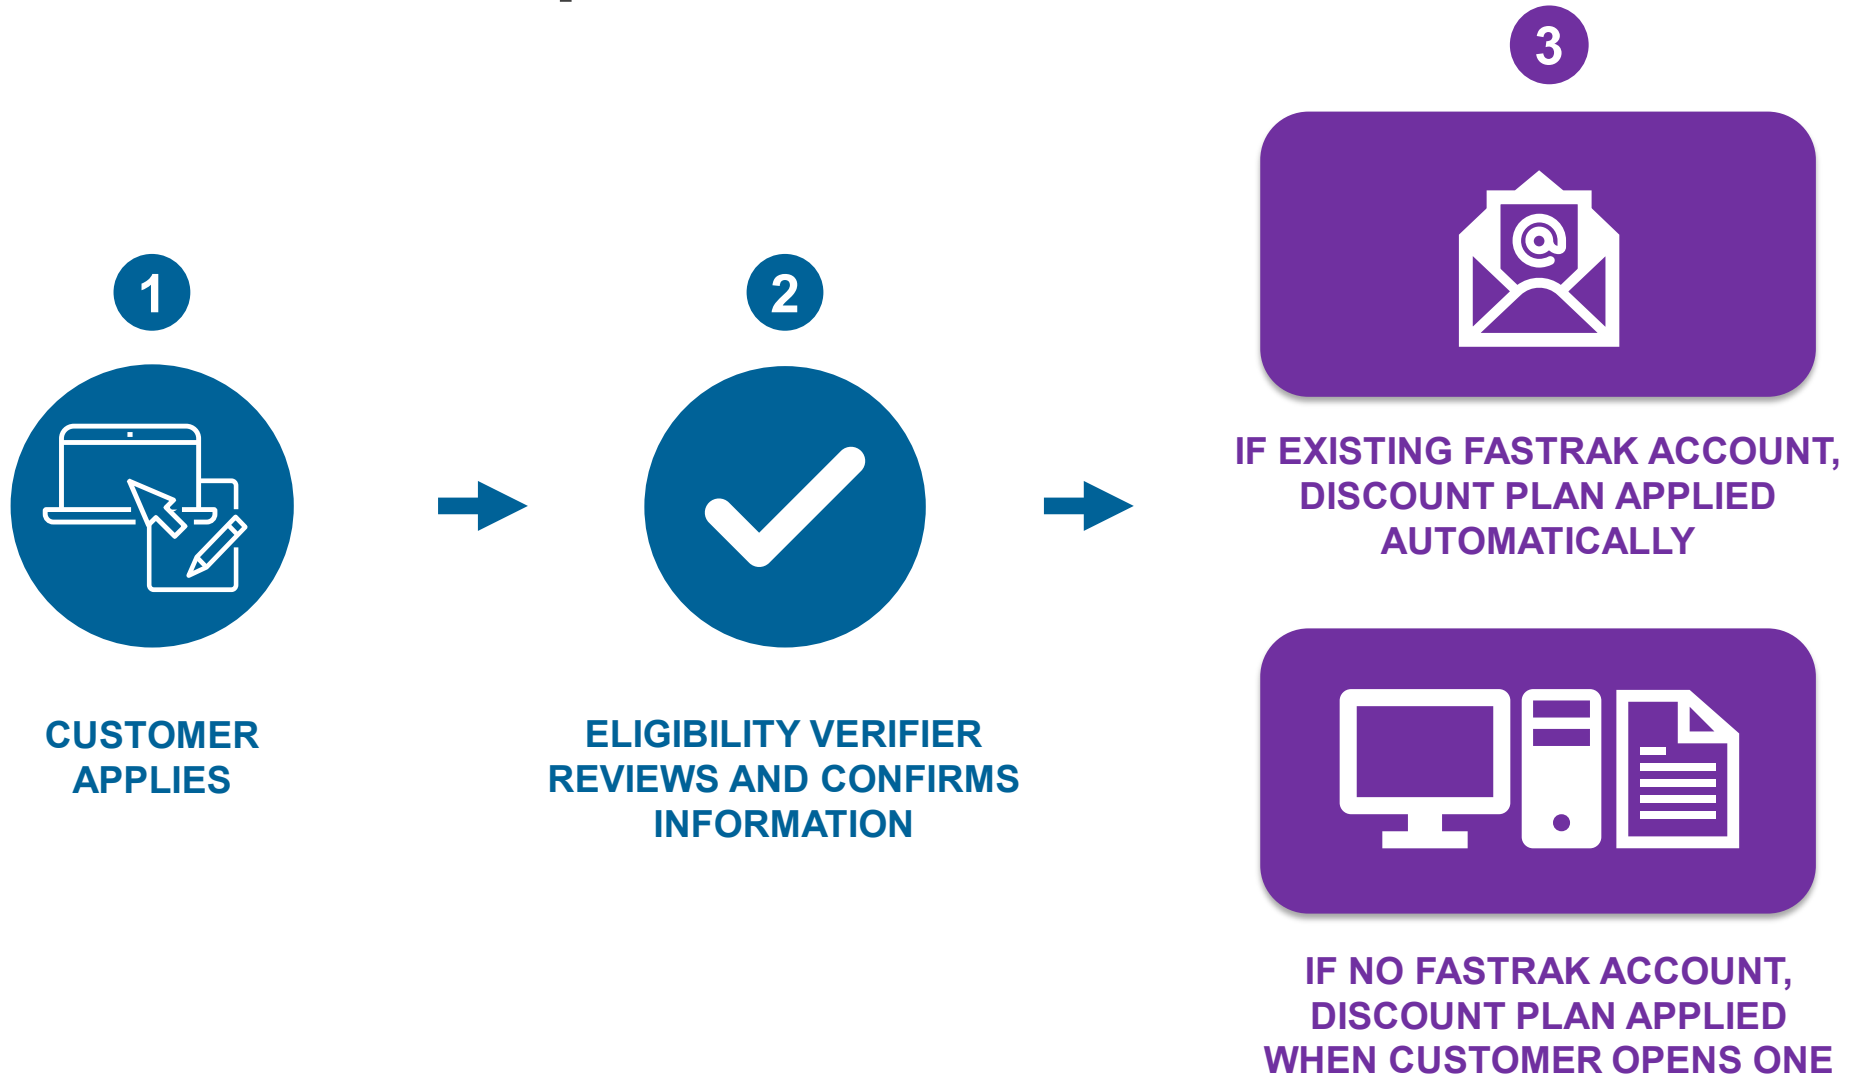 1
CUSTOMER
APPLIES
2
ELIGIBILITY VERIFIER
REVIEWS AND CONFIRMS
INFORMATION
3
@
IF EXISTING FASTRAK ACCOUNT,
DISCOUNT PLAN APPLIED
AUTOMATICALLY
IF NO FASTRAK ACCOUNT,
DISCOUNT PLAN APPLIED
WHEN CUSTOMER OPENS ONE